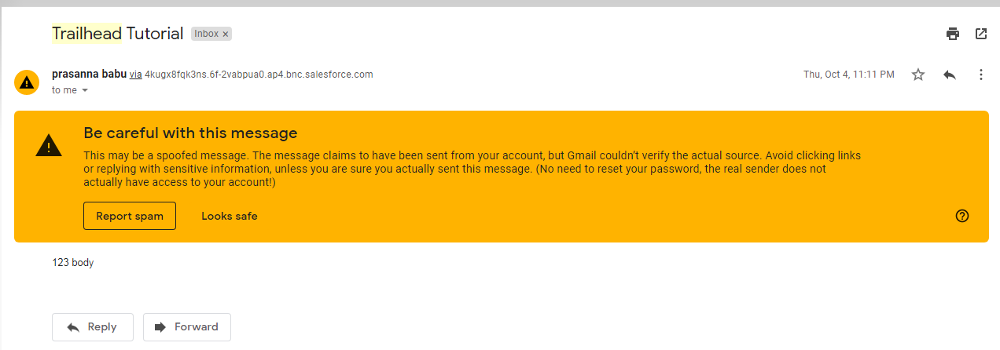 Trailhead Tutorial Inbox ×
prasanna babu via 4kugx8fqk3ns.6f-2vabpua0.ap4.bnc.salesforce.com Thu, Oct 4, 11:11 PM
to me
Be careful with this message
This may be a spoofed message. The message claims to have been sent from your account, but Gmail couldn't verify the actual source. Avoid clicking links
or replying with sensitive information, unless you are sure you actually sent this message. (No need to reset your password, the real sender does not
actually have access to your account!)
Report spam Looks safe
123 body
Reply Forward